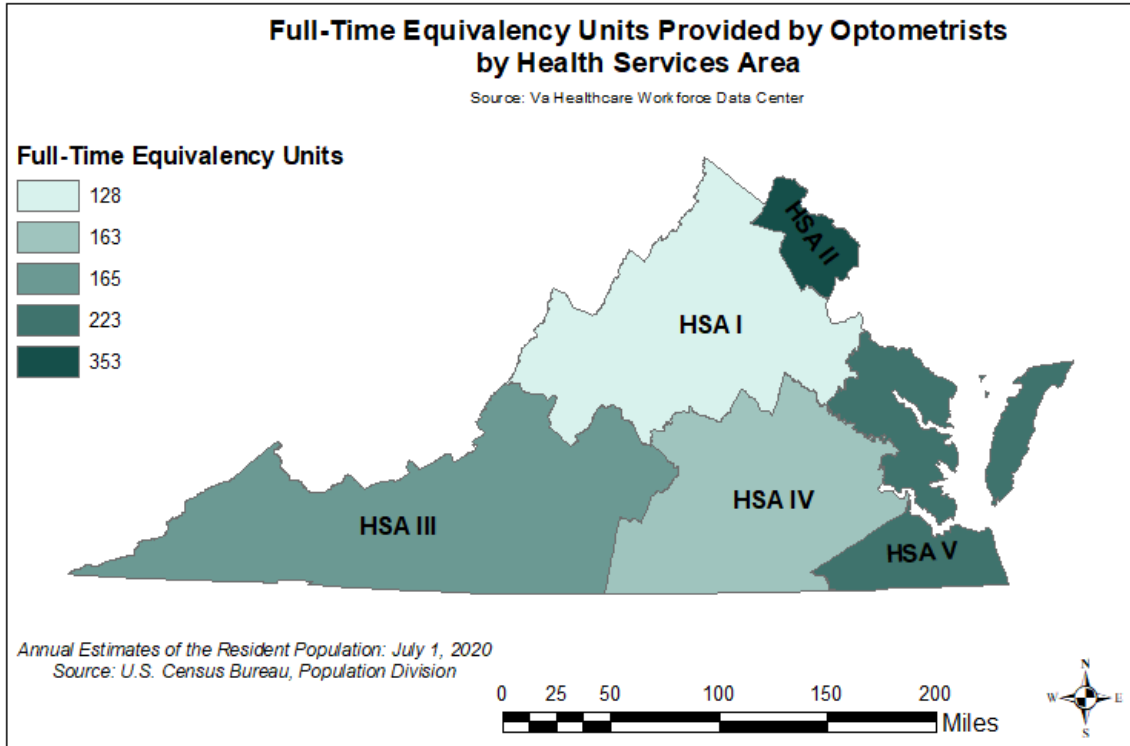 Full-Time Equivalency Units Provided by Optometrists
by Health Services Area
Source: Va Healthcare Workforce Data Center
Full-Time Equivalency Units
128
163
165
223
353
HSA II
HSA I
HSA IV
HSA III
HSA V
Annual Estimates of the Resident Population: July 1, 2020
Source: U.S. Census Bureau, Population Division
0 25 50 100 150 200
Miles
N
W E
S